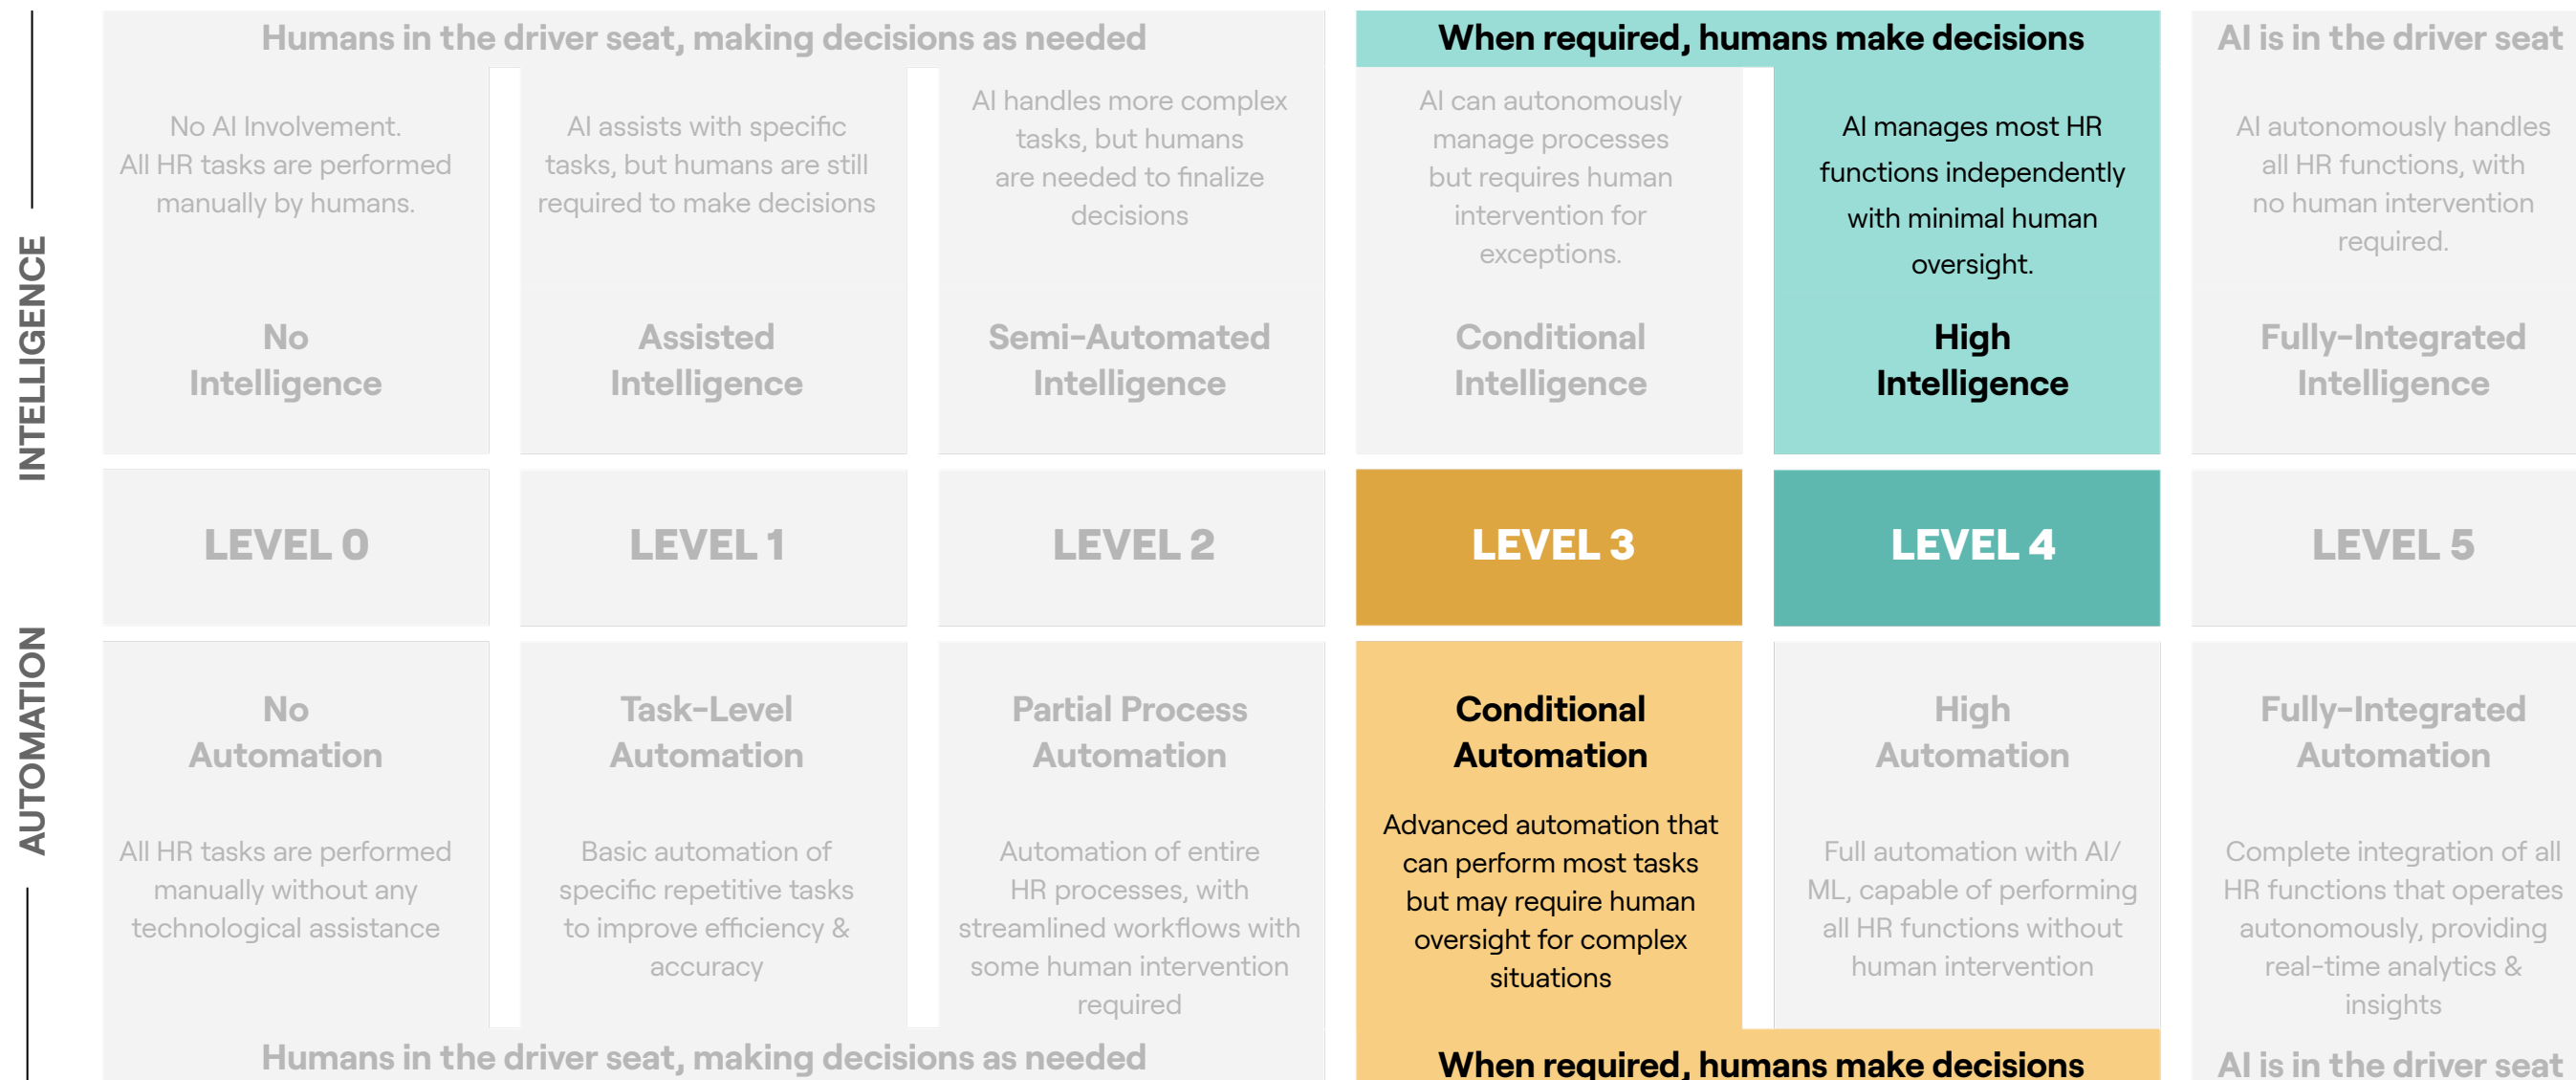 INTELLIGENCE
Humans in the driver seat, making decisions as needed
No AI Involvement.
All HR tasks are performed
manually by humans.
No
Intelligence
AI assists with specific
tasks, but humans are still
required to make decisions
Assisted
Intelligence
AI handles more complex
tasks, but humans
are needed to finalize
decisions
Semi-Automated
Intelligence
When required, humans make decisions
AI can autonomously
manage processes
but requires human
intervention for
exceptions.
Conditional
Intelligence
AI manages most HR
functions independently
with minimal human
oversight.
High
Intelligence
AI is in the driver seat
AI autonomously handles
all HR functions, with
no human intervention
required.
Fully-Integrated
Intelligence
LEVEL 0
LEVEL 1
LEVEL 2
LEVEL 3
LEVEL 4
LEVEL 5
AUTOMATION
No
Automation
All HR tasks are performed
manually without any
technological assistance
Task-Level
Automation
Basic automation of
specific repetitive tasks
to improve efficiency &
accuracy
Partial Process
Automation
Automation of entire
HR processes, with
streamlined workflows with
some human intervention
required
Humans in the driver seat, making decisions as needed
Conditional
Automation
Advanced automation that
can perform most tasks
but may require human
oversight for complex
situations
High
Automation
Full automation with AI/
ML, capable of performing
all HR functions without
human intervention
When required, humans make decisions
Fully-Integrated
Automation
Complete integration of all
HR functions that operates
autonomously, providing
real-time analytics &
insights
AI is in the driver seat